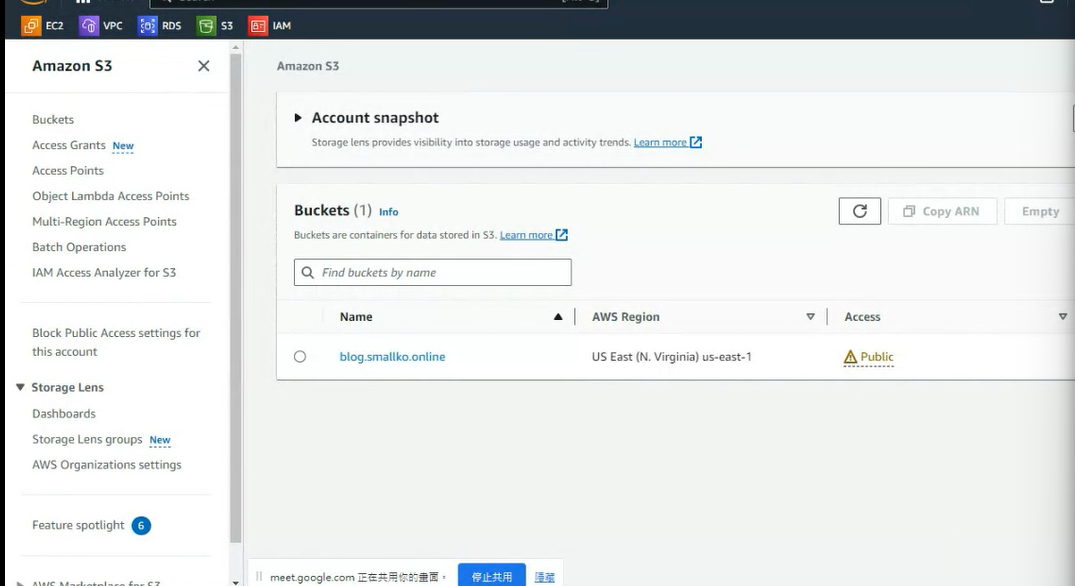 EC2 VPC RDS S3 IAM
Amazon S3
Buckets
Access Grants New
Access Points
Object Lambda Access Points
Multi-Region Access Points
Batch Operations
IAM Access Analyzer for S3
Block Public Access settings for
this account
Storage Lens
Dashboards
Storage Lens groups New
AWS Organizations settings
Feature spotlight 6
AWS Marketplace for S3
Amazon S3
Account snapshot
Storage lens provides visibility into storage usage and activity trends. Learn more
Buckets (1) Info
Buckets are containers for data stored in S3. Learn more
Copy ARN
Empty
Find buckets by name
Name AWS Region Access
blog.smallko.online US East (N. Virginia) us-east-1 Public
meet.google.com 正在共用你的畫面。 停止共用 隱藏